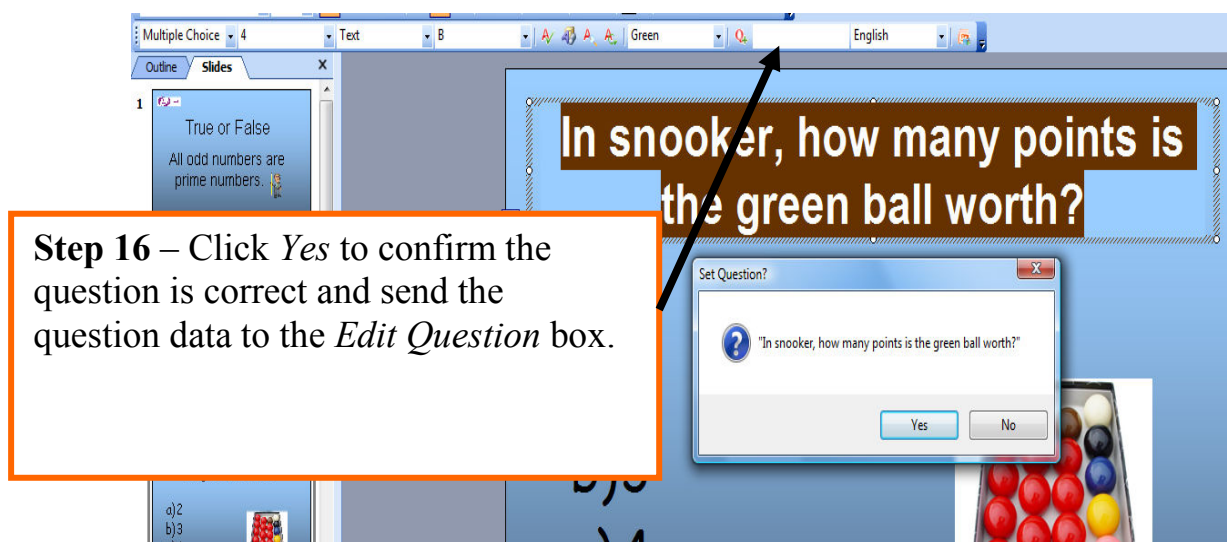 Multiple Choice 4 Text B Green English
Outline Slides x
1
True or False
All odd numbers are
prime numbers.
In snooker, how many points is
the green ball worth?
Step 16 – Click Yes to confirm the
question is correct and send the
question data to the Edit Question box.
Set Question?
"In snooker, how many points is the green ball worth?"
Yes No
a)2
b)3